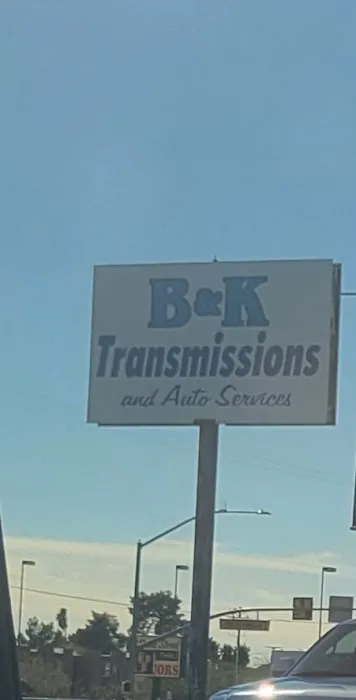 B&K
Transmissions
and Auto Services